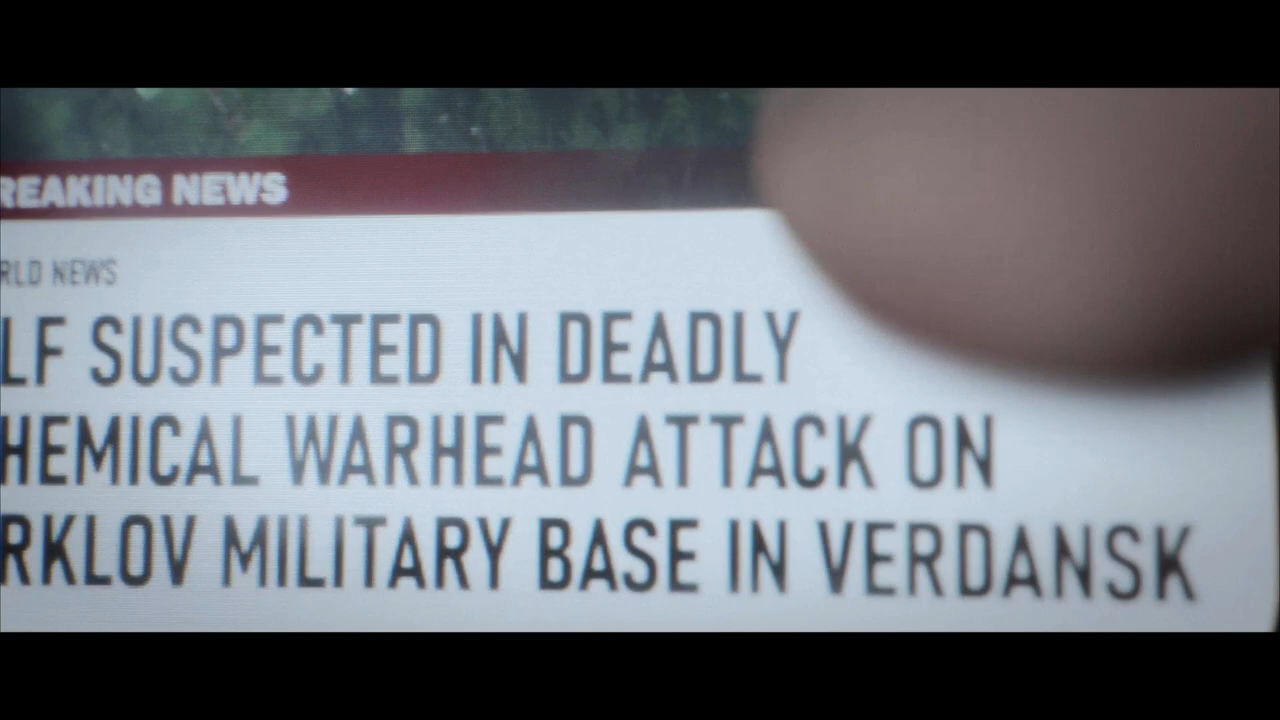 REAKING NEWS
RLD NEWS
LF SUSPECTED IN DEADLY
HEMICAL WARHEAD ATTACK ON
RKLOV MILITARY BASE IN VERDANSK